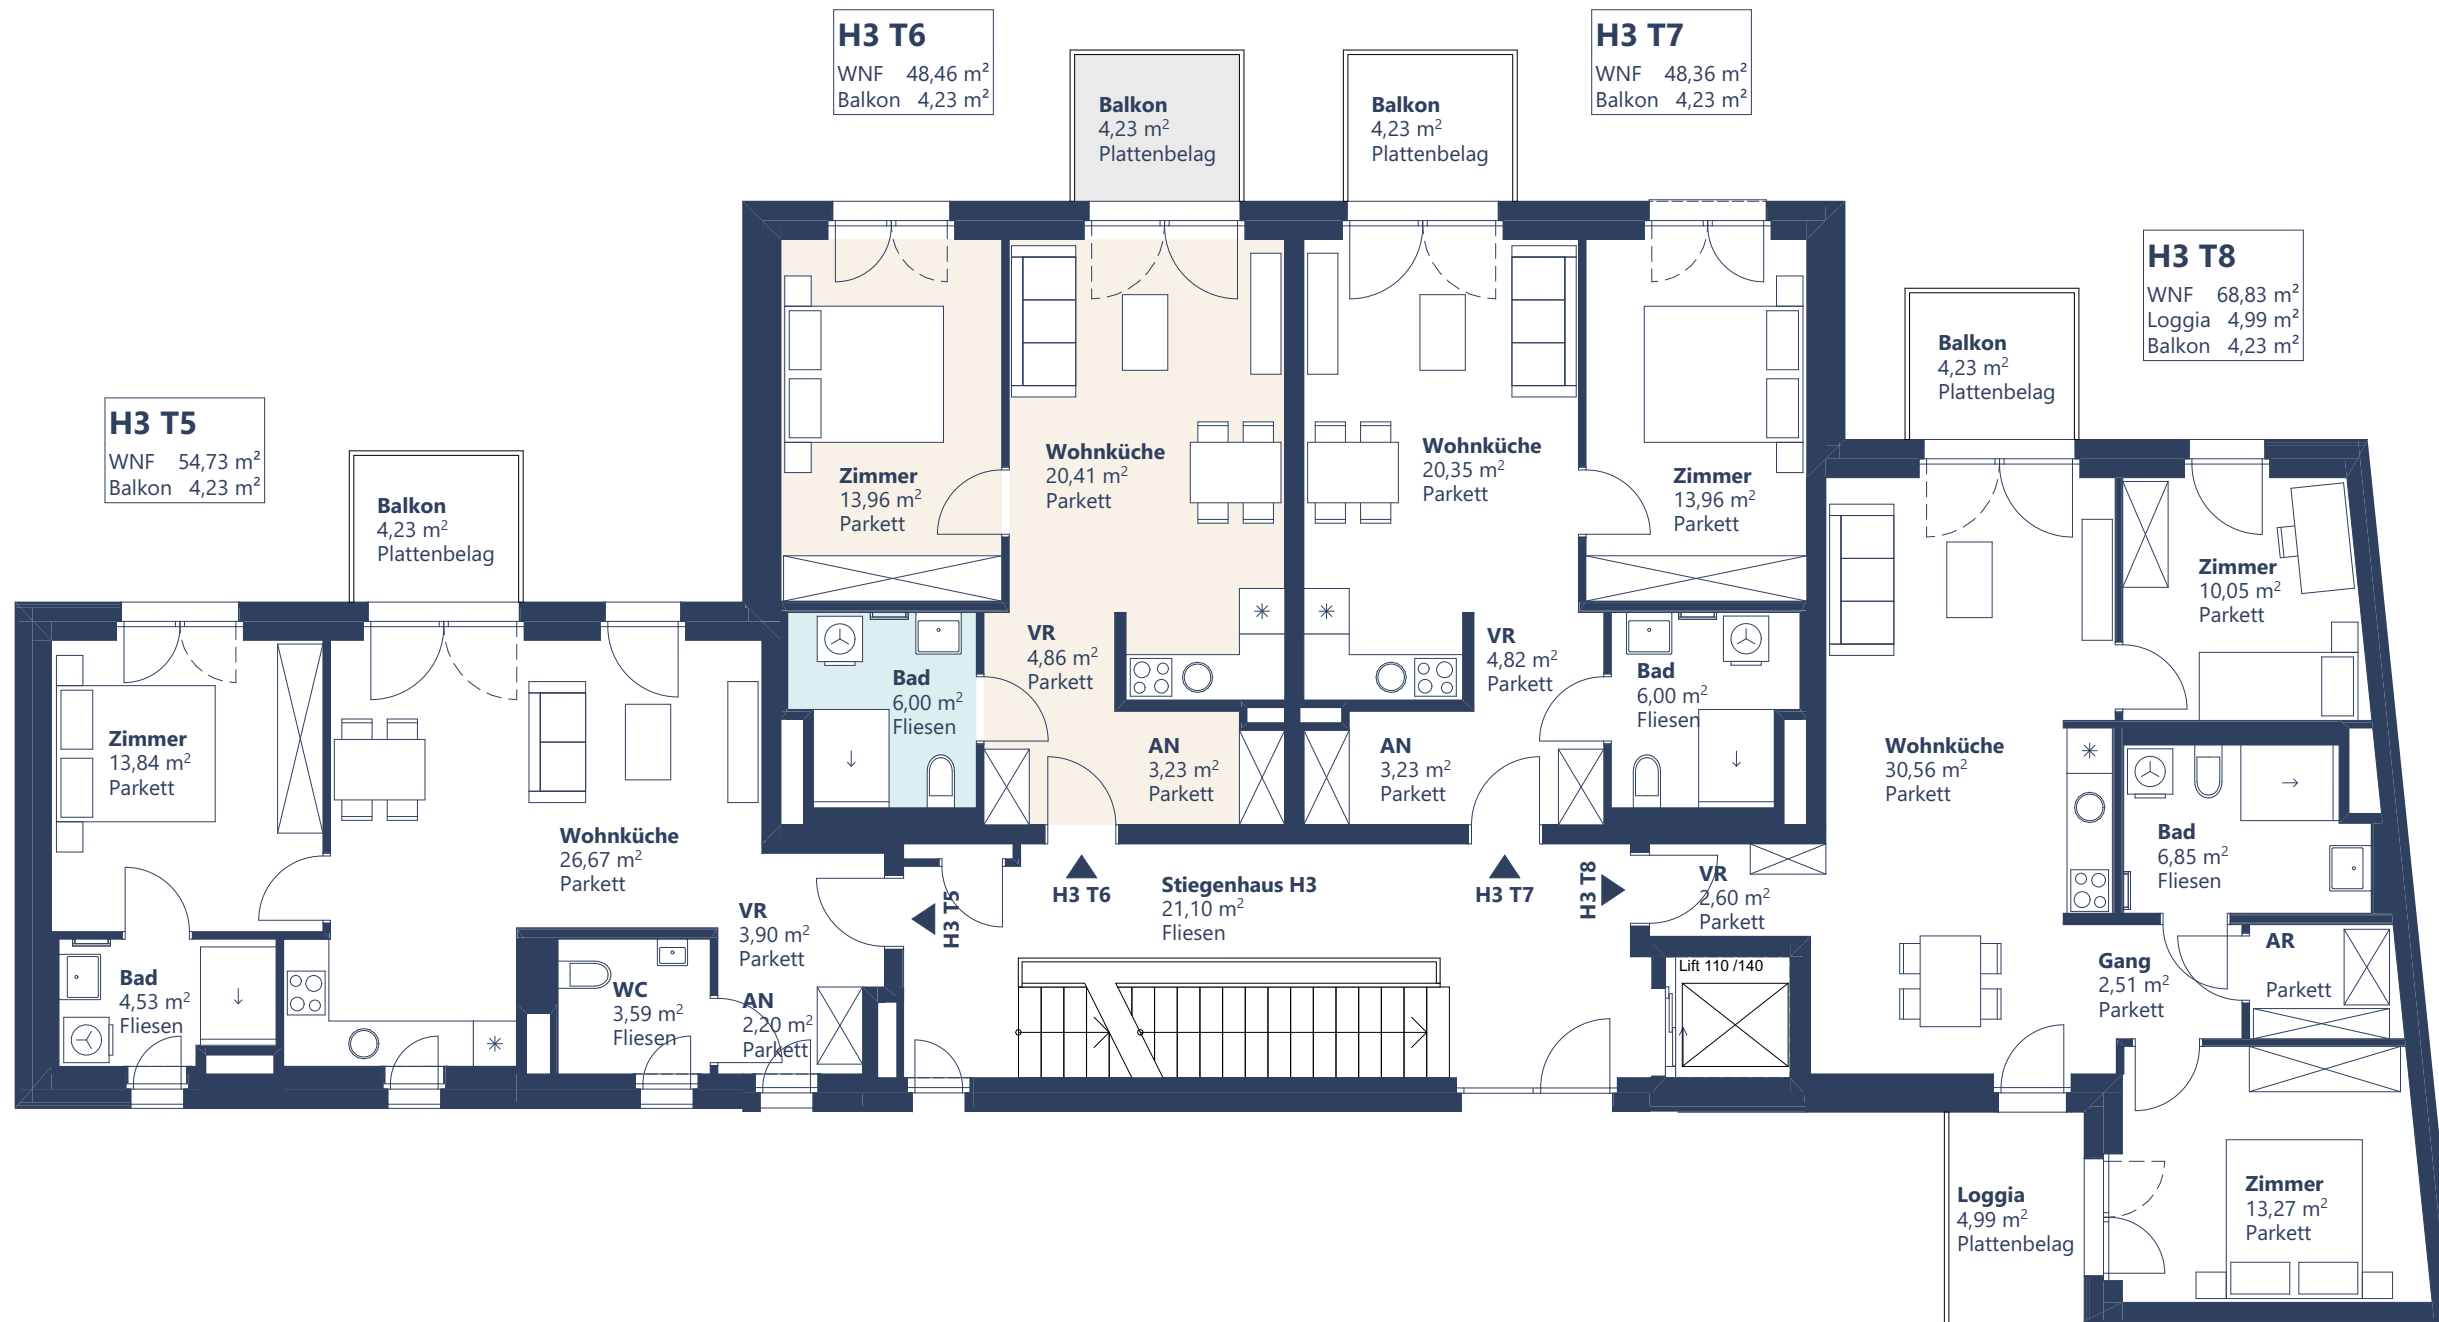 H3 T6
WNF 48,46 m²
Balkon 4,23 m²
H3 T7
WNF 48,36 m²
Balkon 4,23 m²
Balkon
4,23 m²
Plattenbelag
Balkon
4,23 m²
Plattenbelag
H3 T8
WNF 68,83 m²
Loggia 4,99 m²
Balkon 4,23 m²
Balkon
4,23 m²
Plattenbelag
H3 T5
WNF 54,73 m²
Balkon 4,23 m²
Balkon
4,23 m²
Plattenbelag
Zimmer
13,96 m²
Parkett
Wohnküche
20,41 m²
Parkett
Wohnküche
20,35 m²
Parkett
Zimmer
13,96 m²
Parkett
Zimmer
10,05 m²
Parkett
Bad
6,00 m²
Fliesen
VR
4,86 m²
Parkett
AN
3,23 m²
Parkett
VR
4,82 m²
Parkett
AN
3,23 m²
Parkett
Bad
6,00 m²
Fliesen
Zimmer
13,84 m²
Parkett
Wohnküche
26,67 m²
Parkett
Wohnküche
30,56 m²
Parkett
Bad
6,85 m²
Fliesen
VR
3,90 m²
Parkett
H3 T5
H3 T6
Stiegenhaus H3
21,10 m²
Fliesen
H3 T7
H3 T8
VR
2,60 m²
Parkett
Bad
4,53 m²
Fliesen
WC
3,59 m²
Fliesen
AN
2,20 m²
Parkett
Lift 110 /140
Gang
2,51 m²
Parkett
AR
Parkett
Loggia
4,99 m²
Plattenbelag
Zimmer
13,27 m²
Parkett